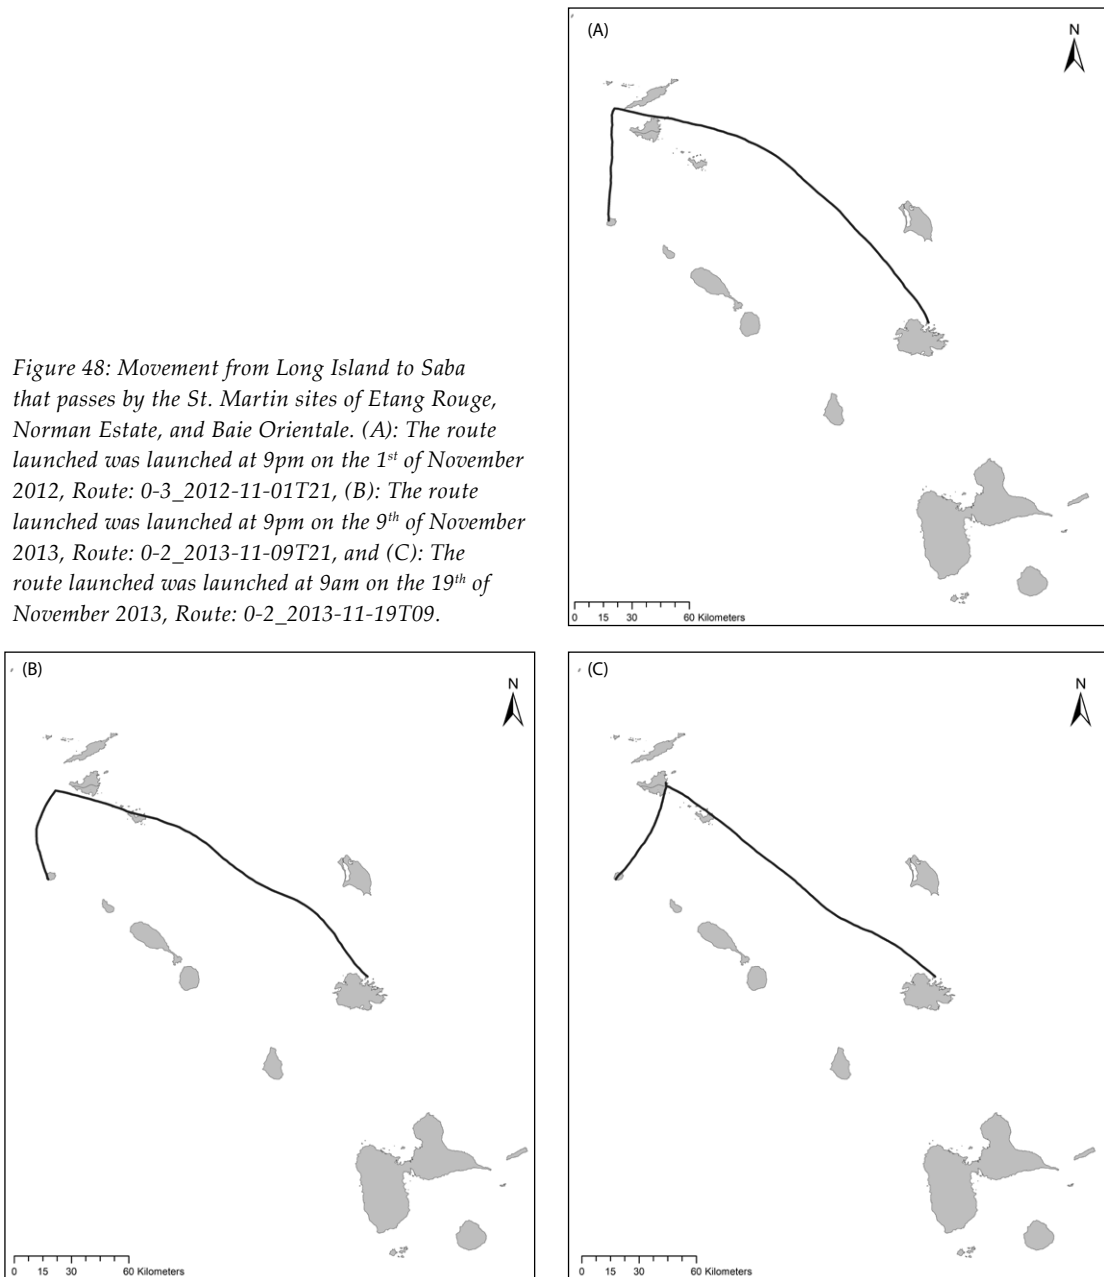 (A)
N
0 15 30 60 Kilometers
Figure 48: Movement from Long Island to Saba
that passes by the St. Martin sites of Etang Rouge,
Norman Estate, and Baie Orientale. (A): The route
launched was launched at 9pm on the 1st of November
2012, Route: 0-3_2012-11-01T21, (B): The route
launched was launched at 9pm on the 9th of November
2013, Route: 0-2_2013-11-09T21, and (C): The
route launched was launched at 9am on the 19th of
November 2013, Route: 0-2_2013-11-19T09.
(B)
N
0 15 30 60 Kilometers
(C)
N
0 15 30 60 Kilometers